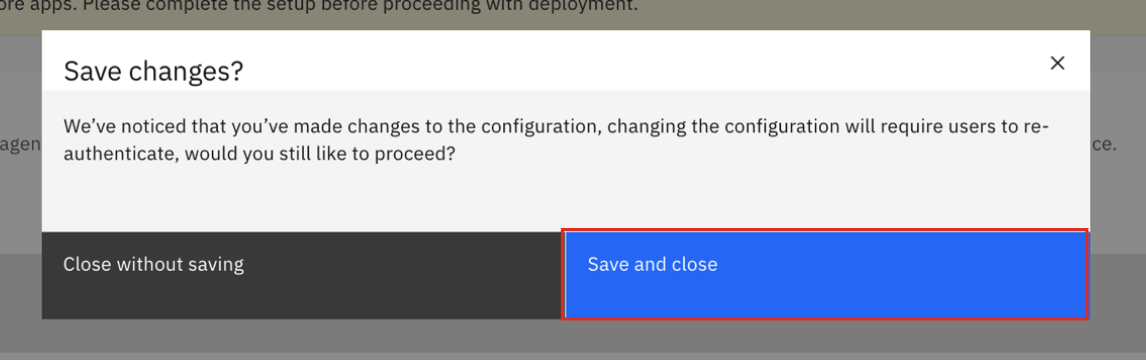 ore apps. Please complete the setup before proceeding with deployment.
Save changes?
We’ve noticed that you’ve made changes to the configuration, changing the configuration will require users to re-
authenticate, would you still like to proceed?
agen
ce.
Close without saving
Save and close